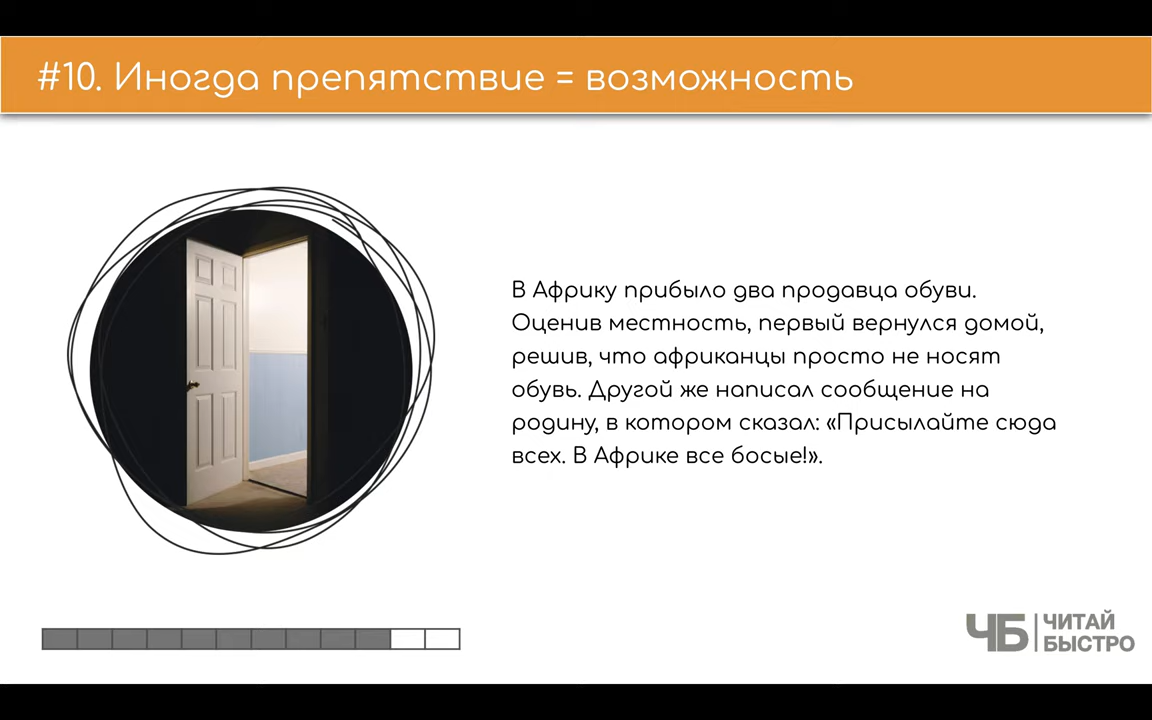 #10. Иногда препятствие = возможность
В Африку прибыло два продавца обуви.
Оценив местность, первый вернулся домой,
решив, что африканцы просто не носят
обувь. Другой же написал сообщение на
родину, в котором сказал: «Присылайте сюда
всех. В Африке все босые!».
ЧБ
ЧИТАЙ
БЫСТРО